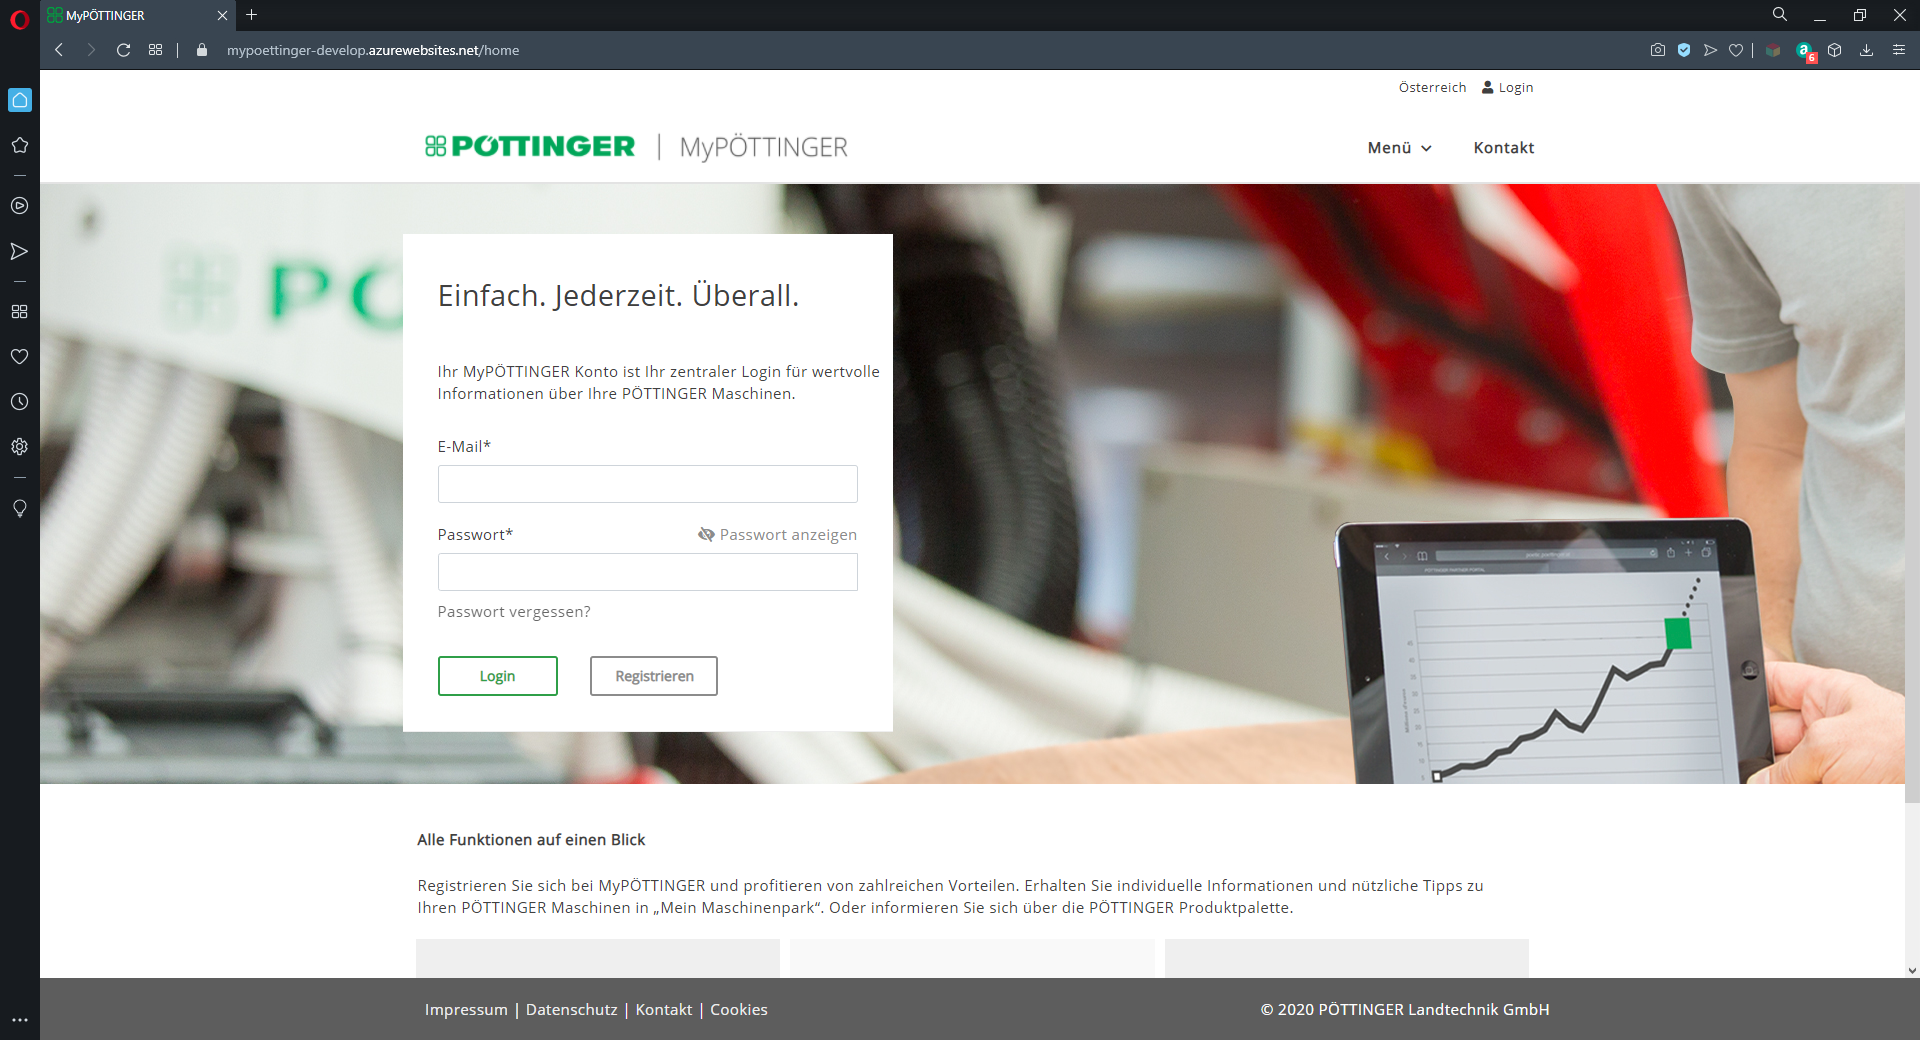 MyPÖTTINGER
mypoettinger-develop.azurewebsites.net/home
6
Österreich Login
PÖTTINGER | MyPÖTTINGER
Menü Kontakt
Einfach. Jederzeit. Überall.
Ihr MyPÖTTINGER Konto ist Ihr zentraler Login für wertvolle
Informationen über Ihre PÖTTINGER Maschinen.
E-Mail*
Passwort* Passwort anzeigen
Passwort vergessen?
Login Registrieren
PÖTTINGER PARTNER PORTAL
Alle Funktionen auf einen Blick
Registrieren Sie sich bei MyPÖTTINGER und profitieren von zahlreichen Vorteilen. Erhalten Sie individuelle Informationen und nützliche Tipps zu
Ihren PÖTTINGER Maschinen in „Mein Maschinenpark“. Oder informieren Sie sich über die PÖTTINGER Produktpalette.
Impressum | Datenschutz | Kontakt | Cookies © 2020 PÖTTINGER Landtechnik GmbH